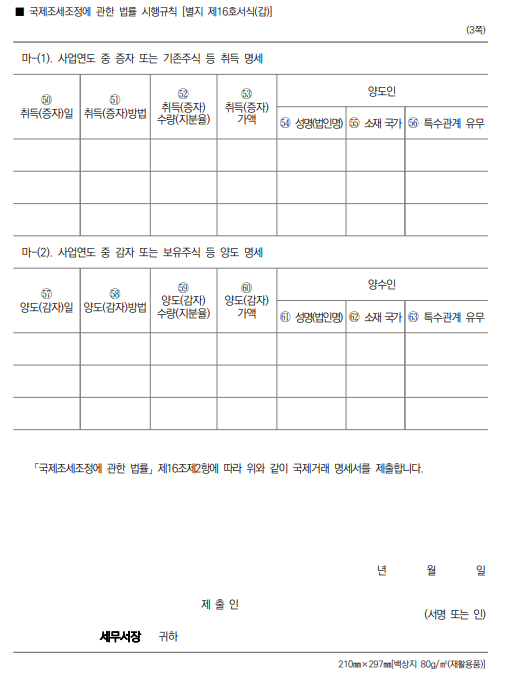 ■ 국제조세조정에 관한 법률 시행규칙 [별지 제16호서식(갑)]
(3쪽)
마-(1). 사업연도 중 증자 또는 기존주식 등 취득 명세
㊿ 취득(증자)일
51 취득(증자)방법
52 취득(증자) 수량(지분율)
53 취득(증자) 가액
양도인
54 성명(법인명)
55 소재 국가
56 특수관계 유무
마-(2). 사업연도 중 감자 또는 보유주식 등 양도 명세
57 양도(감자)일
58 양도(감자)방법
59 양도(감자) 수량(지분율)
60 양도(감자) 가액
양수인
61 성명(법인명)
62 소재 국가
63 특수관계 유무
「국제조세조정에 관한 법률」 제16조제2항에 따라 위와 같이 국제거래 명세서를 제출합니다.
년 월 일
제 출 인
(서명 또는 인)
세무서장 귀하
210㎜×297㎜[백상지 80g/㎡(재활용품)]